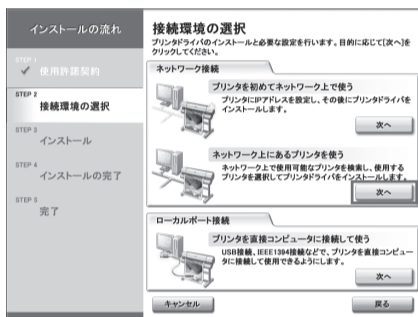 インストールの流れ
STEP 1
使用許諾契約
STEP 2
接続環境の選択
STEP 3
インストール
STEP 4
インストールの完了
STEP 5
完了
接続環境の選択
プリンタドライバのインストールと必要な設定を行います。目的に応じて[次へ]を
クリックしてください。
ネットワーク接続
プリンタを初めてネットワーク上で使う
プリンタにIPアドレスを設定し、その後にプリンタドライバを
インストールします。
次へ
ネットワーク上にあるプリンタを使う
ネットワーク上で使用可能なプリンタを検索し、使用する
プリンタを選択してプリンタドライバをインストールします。
次へ
ローカルポート接続
プリンタを直接コンピュータに接続して使う
USB接続、IEEE1394接続などで、プリンタを直接コンピュー
タに接続して使用できるようにします。
次へ
キャンセル
戻る